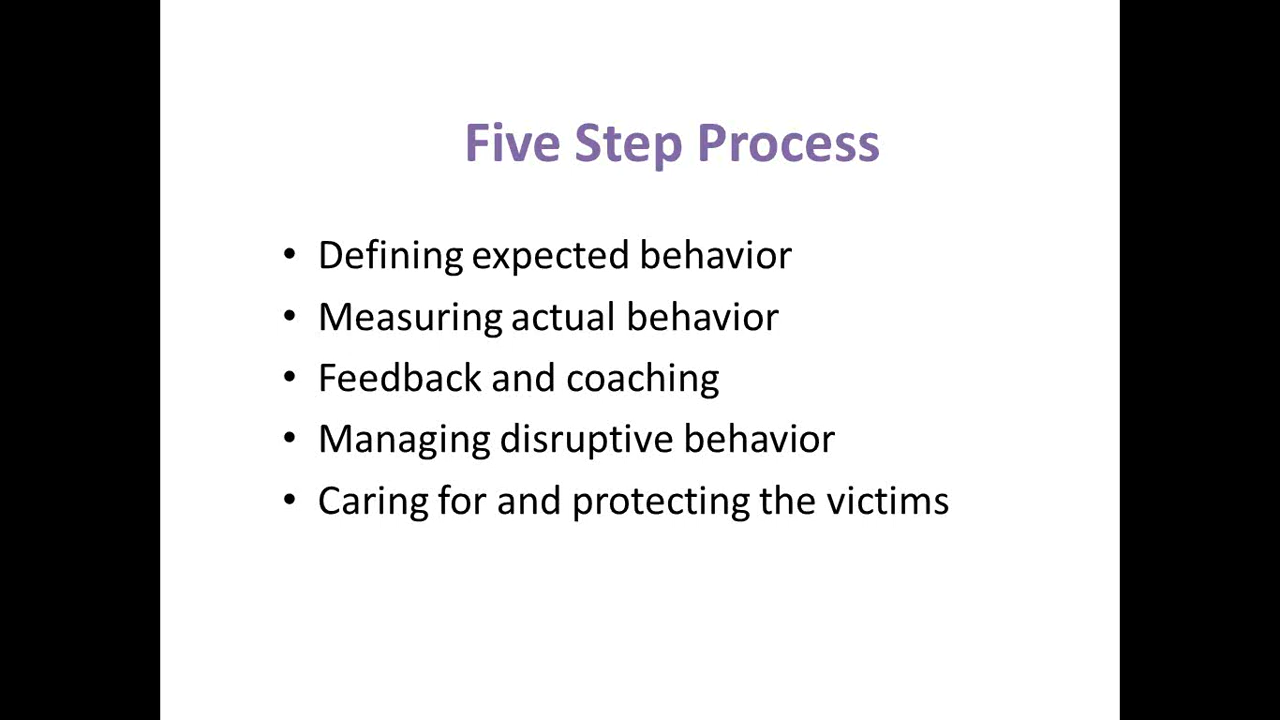 Five Step Process
• Defining expected behavior
• Measuring actual behavior
• Feedback and coaching
• Managing disruptive behavior
• Caring for and protecting the victims